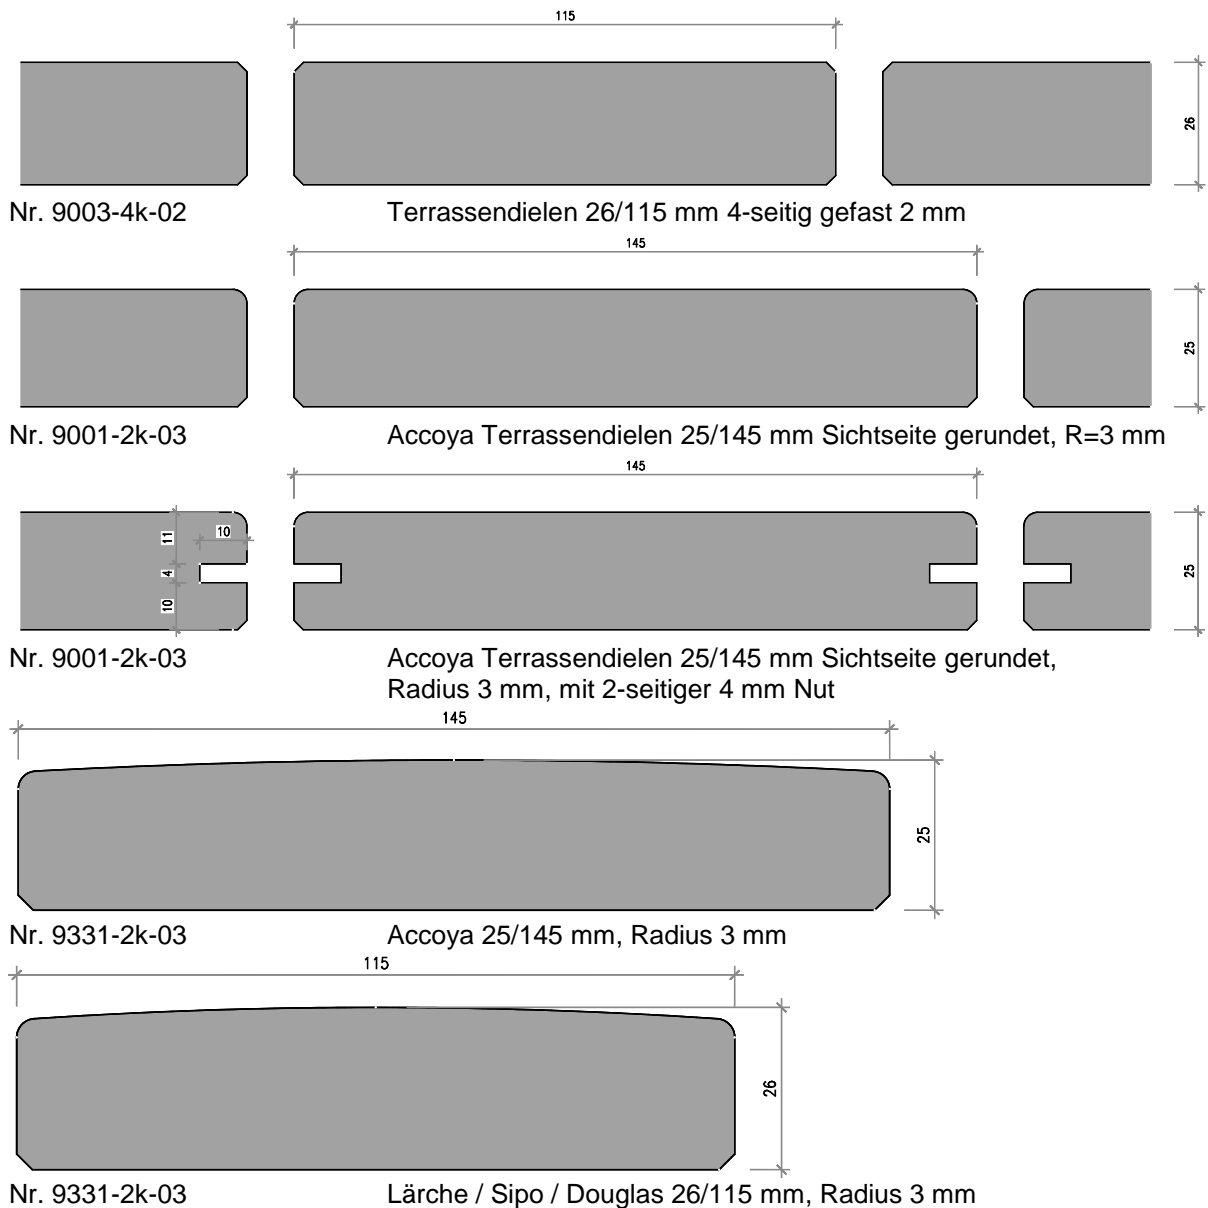 115
26
Nr. 9003-4k-02 Terrassendielen 26/115 mm 4-seitig gefast 2 mm
145
25
Nr. 9001-2k-03 Accoya Terrassendielen 25/145 mm Sichtseite gerundet, R=3 mm
145
11
10
4
10
25
Nr. 9001-2k-03 Accoya Terrassendielen 25/145 mm Sichtseite gerundet,
Radius 3 mm, mit 2-seitiger 4 mm Nut
145
25
Nr. 9331-2k-03 Accoya 25/145 mm, Radius 3 mm
115
26
Nr. 9331-2k-03 Lärche / Sipo / Douglas 26/115 mm, Radius 3 mm